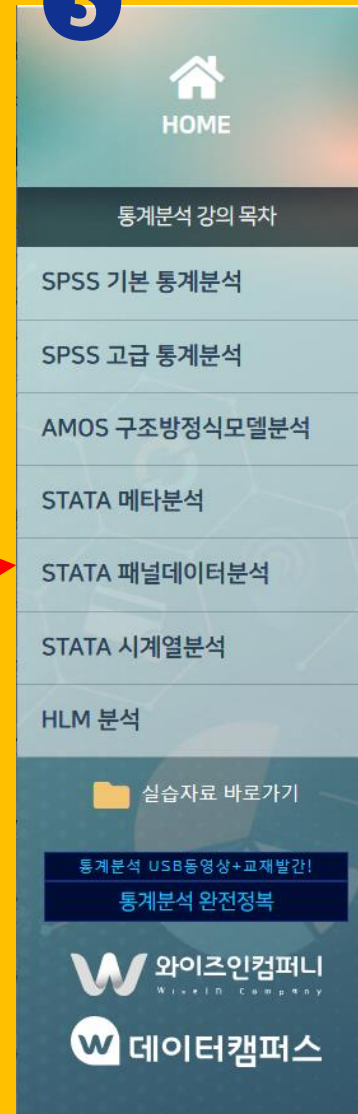 3
HOME
통계분석 강의 목차
SPSS 기본 통계분석
SPSS 고급 통계분석
AMOS 구조방정식모델분석
STATA 메타분석
STATA 패널데이터분석
STATA 시계열분석
HLM 분석
실습자료 바로가기
통계분석 USB동영상+교재발간!
통계분석 완전정복
와이즈인컴퍼니
WiseIn Company
데이터캠퍼스